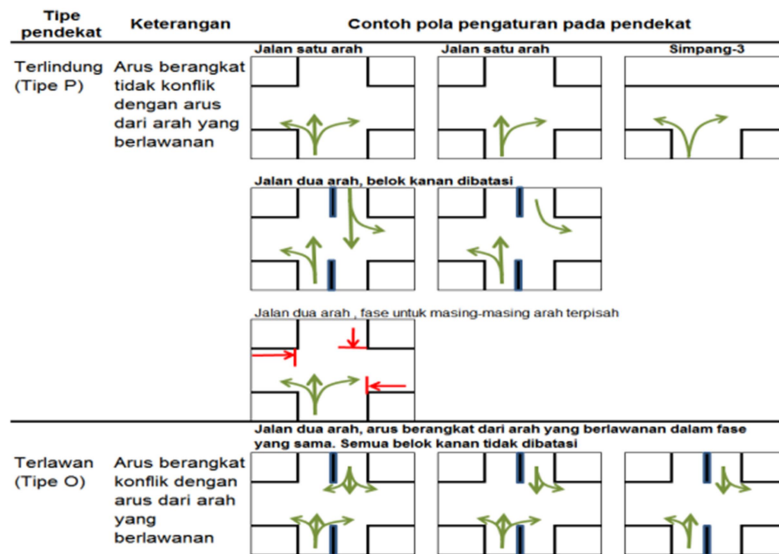 Tipe pendekat
Keterangan
Contoh pola pengaturan pada pendekat
Terlindung
(Tipe P)
Arus berangkat
tidak konflik
dengan arus
dari arah yang
berlawanan
Jalan satu arah
Jalan satu arah
Simpang-3
Jalan dua arah, belok kanan dibatasi
Jalan dua arah , fase untuk masing-masing arah terpisah
Terlawan
(Tipe O)
Arus berangkat
konflik dengan
arus dari arah
yang
berlawanan
Jalan dua arah, arus berangkat dari arah yang berlawanan dalam fase
yang sama. Semua belok kanan tidak dibatasi